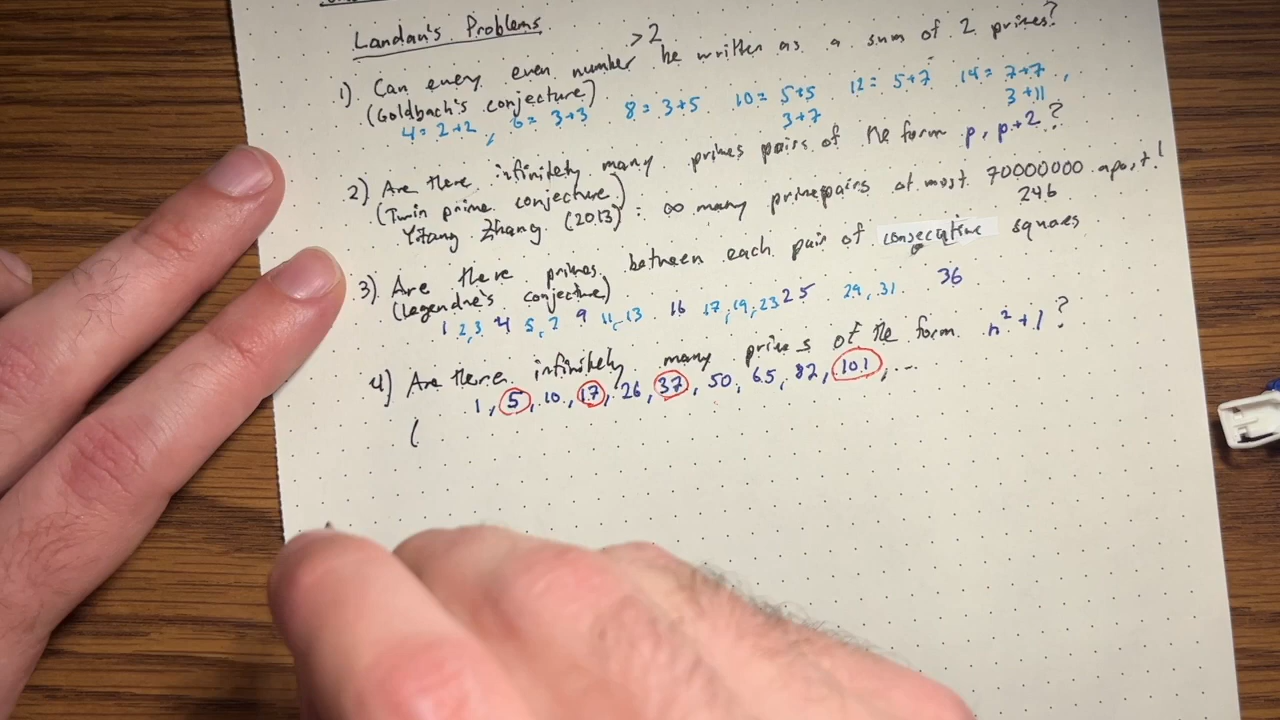 Landau's Problems
>2
1) Can every even number be written as a sum of 2 primes?
(Goldbach's conjecture)
4 = 2+2, 6 = 3+3 8 = 3+5 10 = 5+5 12 = 5+7 14 = 7+7,
3+7 3+11
2) Are there infinitely many primes pairs of the form p, p+2?
(Twin prime conjecture)
Yitang Zhang (2013): ∞ many prime pairs at most 70000000 apart!
246
3) Are there primes between each pair of consecutive squares
(Legendre's conjecture)
1 2,3 4 5,7 9 11,13 16 17,19,23 25 29,31 36
4) Are there infinitely many primes of the form n²+1?
1, 5, 10, 17, 26, 37, 50, 65, 82, 101, ...
(